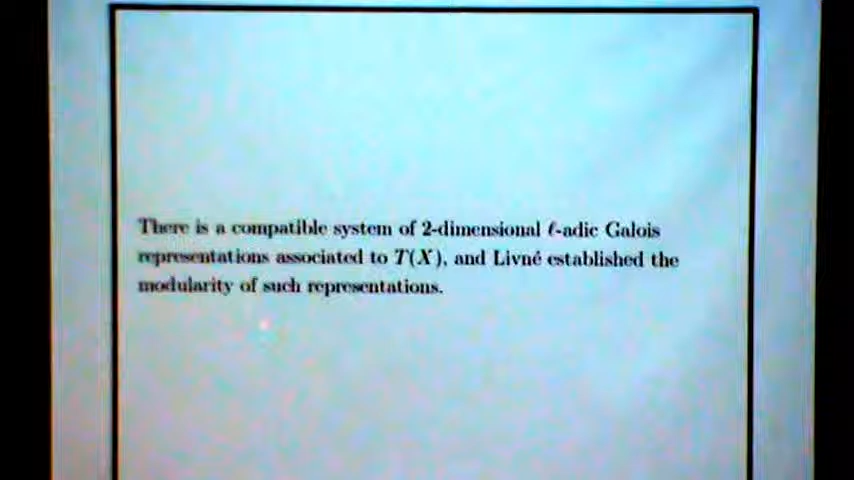 There is a compatible system of 2-dimensional ℓ-adic Galois
representations associated to T(X), and Livné established the
modularity of such representations.